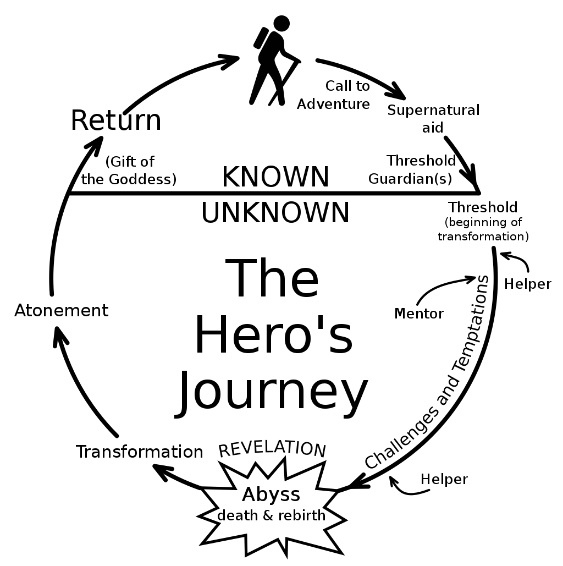 Call to
Adventure
Supernatural
aid
Return
(Gift of
the Goddess)
Threshold
Guardian(s)
KNOWN
UNKNOWN
Threshold
(beginning of
transformation)
Helper
Mentor
Challenges and Temptations
The
Hero's
Journey
Atonement
Transformation
REVELATION
Abyss
death & rebirth
Helper